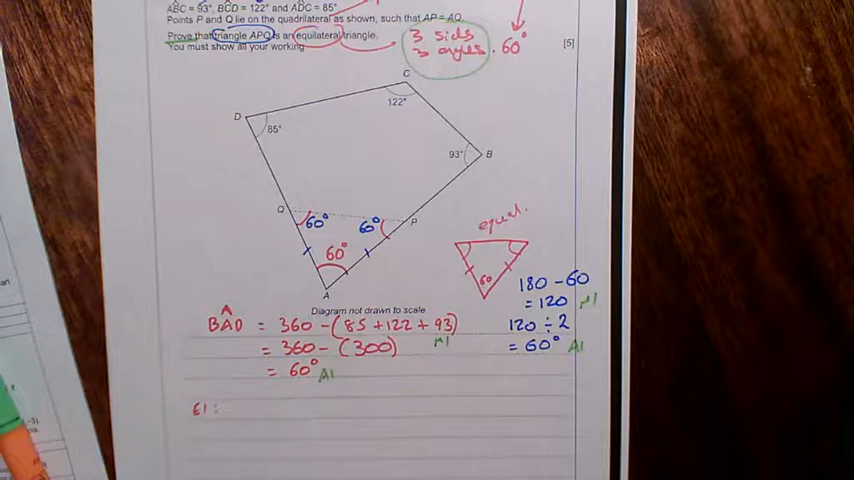 ABC = 93°, BCD = 122° and ADC = 85°
Points P and Q lie on the quadrilateral as shown, such that AP = AQ.
Prove that triangle APQ is an equilateral triangle.
You must show all your working
[5]
3 sids
3 angles . 60°
C
122°
D
85°
93°
B
Q
60°
60°
P
60°
A
equal.
60
Diagram not drawn to scale
BÂD = 360 - (85 + 122 + 93) M1
= 360 - (300)
= 60° A1
180 - 60
= 120 M1
120 ÷ 2
= 60° A1
E1 :